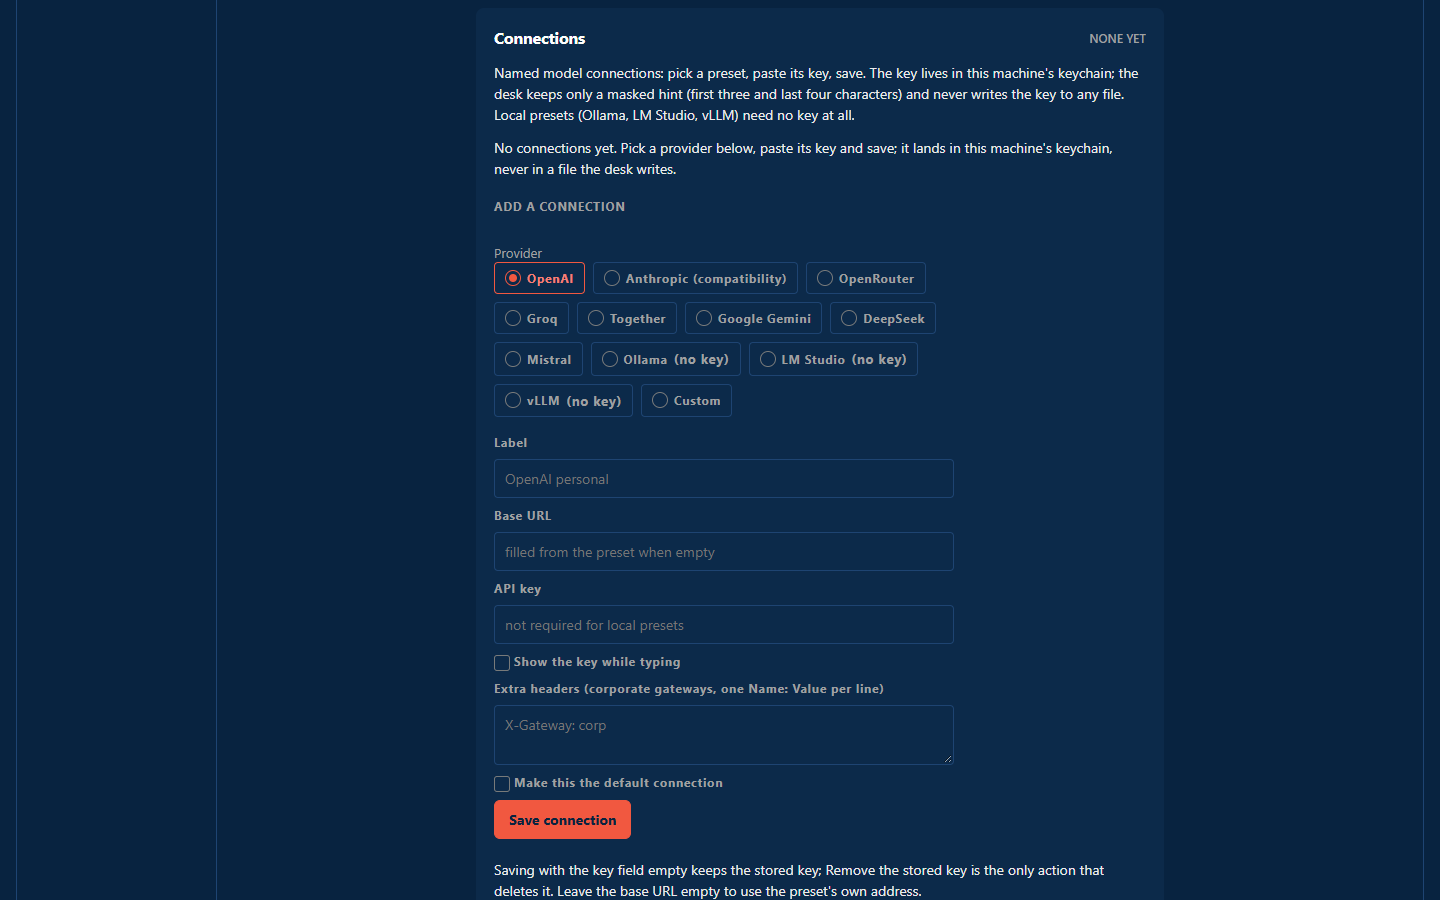 Connections
NONE YET
Named model connections: pick a preset, paste its key, save. The key lives in this machine's keychain; the
desk keeps only a masked hint (first three and last four characters) and never writes the key to any file.
Local presets (Ollama, LM Studio, vLLM) need no key at all.
No connections yet. Pick a provider below, paste its key and save; it lands in this machine's keychain,
never in a file the desk writes.
ADD A CONNECTION
Provider
OpenAI Anthropic (compatibility) OpenRouter
Groq Together Google Gemini DeepSeek
Mistral Ollama (no key) LM Studio (no key)
vLLM (no key) Custom
Label
OpenAI personal
Base URL
filled from the preset when empty
API key
not required for local presets
Show the key while typing
Extra headers (corporate gateways, one Name: Value per line)
X-Gateway: corp
Make this the default connection
Save connection
Saving with the key field empty keeps the stored key; Remove the stored key is the only action that
deletes it. Leave the base URL empty to use the preset's own address.